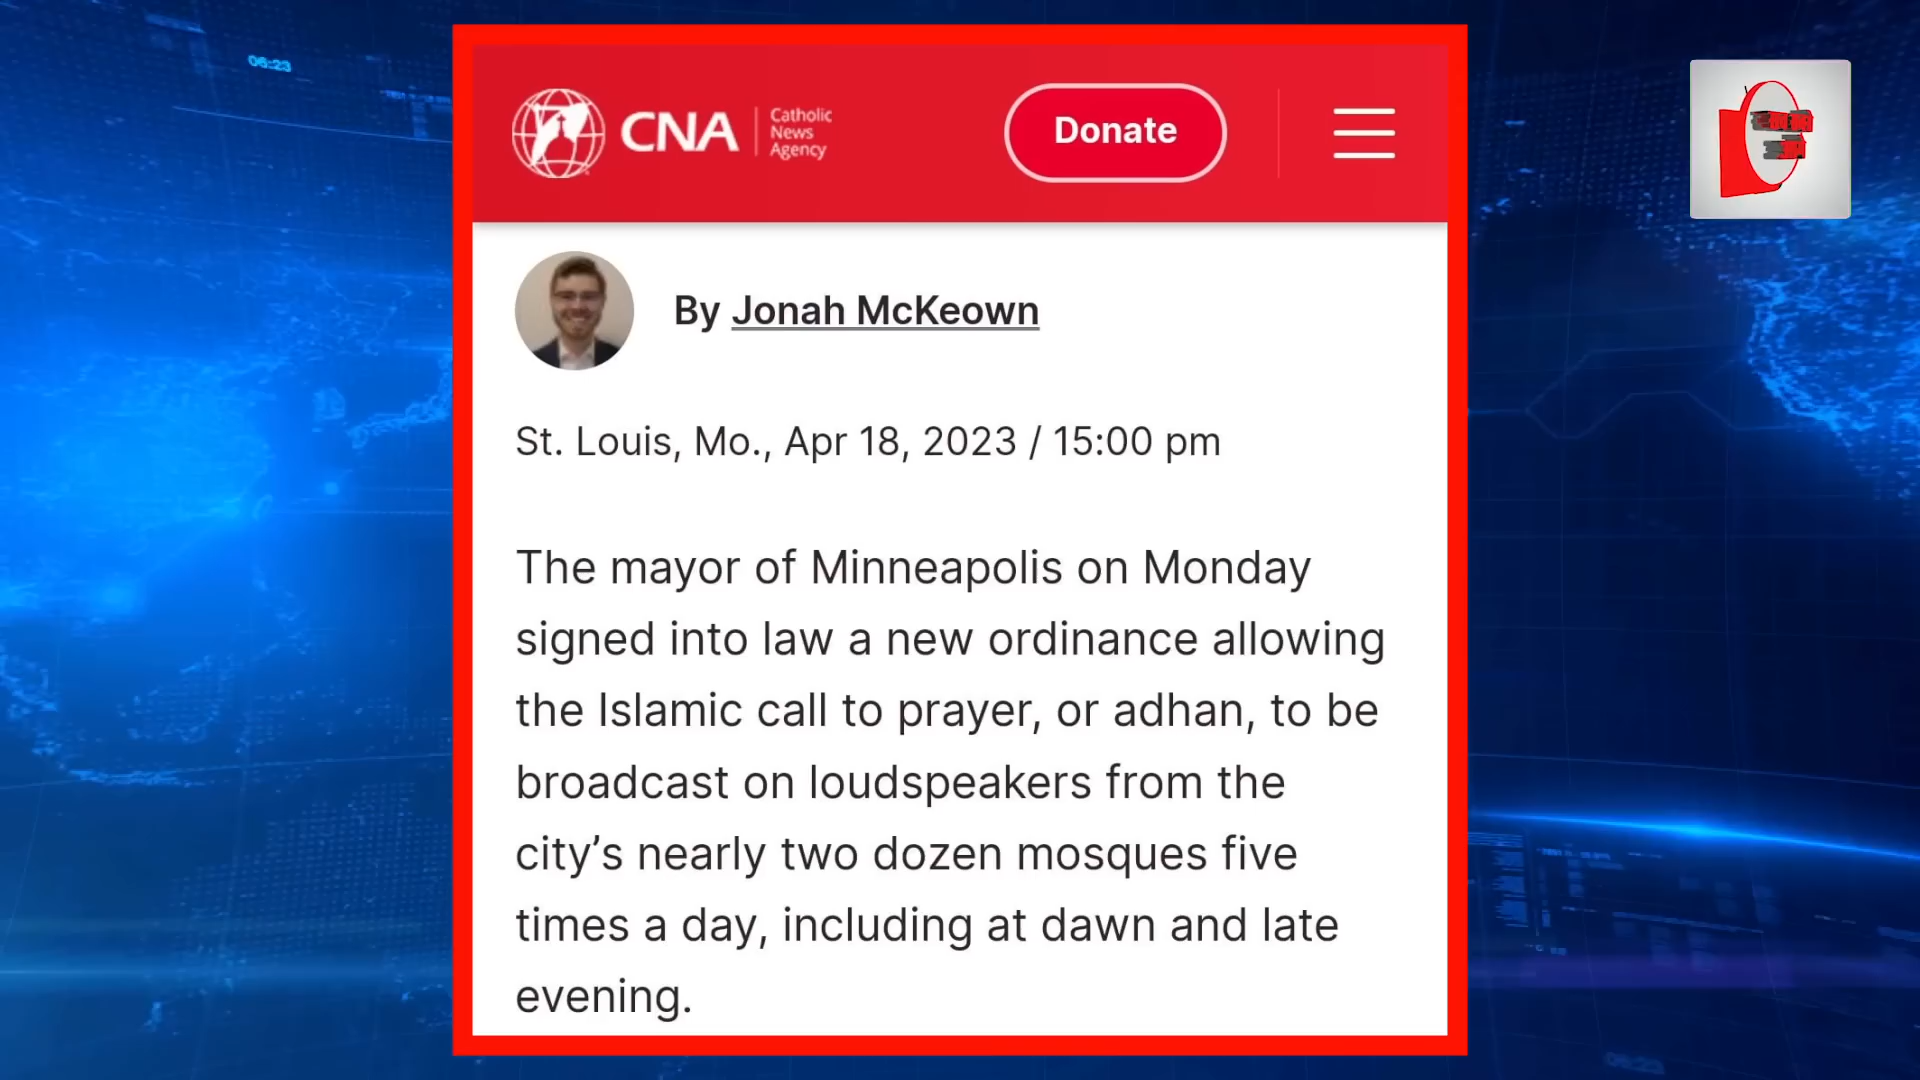 06:23
CNA
Catholic
News
Agency
Donate
By Jonah McKeown
St. Louis, Mo., Apr 18, 2023 / 15:00 pm
The mayor of Minneapolis on Monday
signed into law a new ordinance allowing
the Islamic call to prayer, or adhan, to be
broadcast on loudspeakers from the
city’s nearly two dozen mosques five
times a day, including at dawn and late
evening.